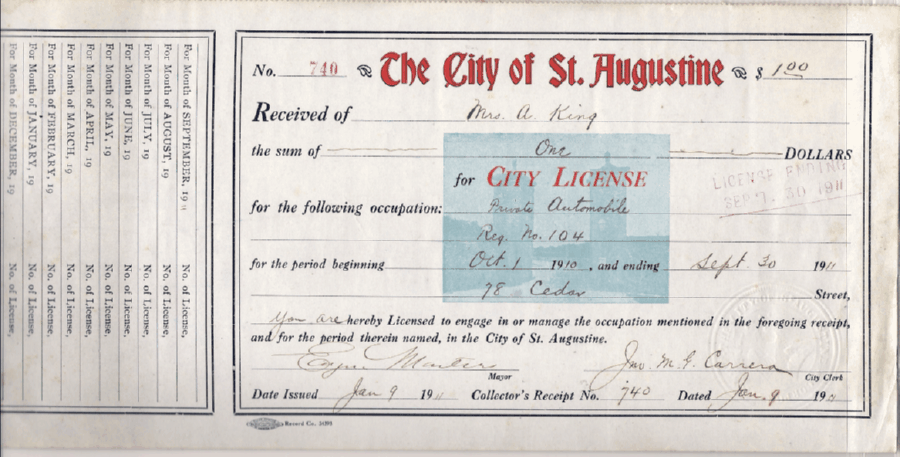 For Month of SEPTEMBER, 19 11 No. of License,
For Month of AUGUST, 19 No. of License,
For Month of JULY, 19 No. of License,
For Month of JUNE, 19 No. of License,
For Month of MAY, 19 No. of License,
For Month of APRIL, 19 No. of License,
For Month of MARCH, 19 No. of License,
For Month of FEBRUARY, 19 No. of License,
For Month of JANUARY, 19 No. of License,
For Month of DECEMBER, 19 No. of License,
No. 740 The City of St. Augustine $ 1.00
Received of Mrs. A King
the sum of One DOLLARS
for CITY LICENSE
LICENSE ENDING
SEPT. 30 1911
for the following occupation: Private Automobile
Reg. No. 104
for the period beginning Oct. 1 1910, and ending Sept. 30 1911
78 Cedar Street,
You are hereby Licensed to engage in or manage the occupation mentioned in the foregoing receipt,
and for the period therein named, in the City of St. Augustine.
Jno. M. F. Carrera
Mayor City Clerk
Date Issued Jan 9 1911 Collector's Receipt No. 740 Dated Jan. 9 1911
Record Co.